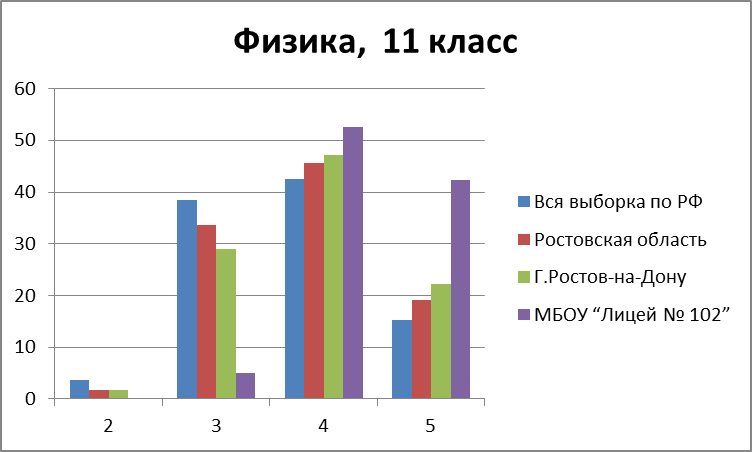 Физика,  11 класс
60
50
40
30
20
10
0
2 3 4 5
Вся выборка по РФ
Ростовская область
Г.Ростов-на-Дону
МБОУ “Лицей № 102”